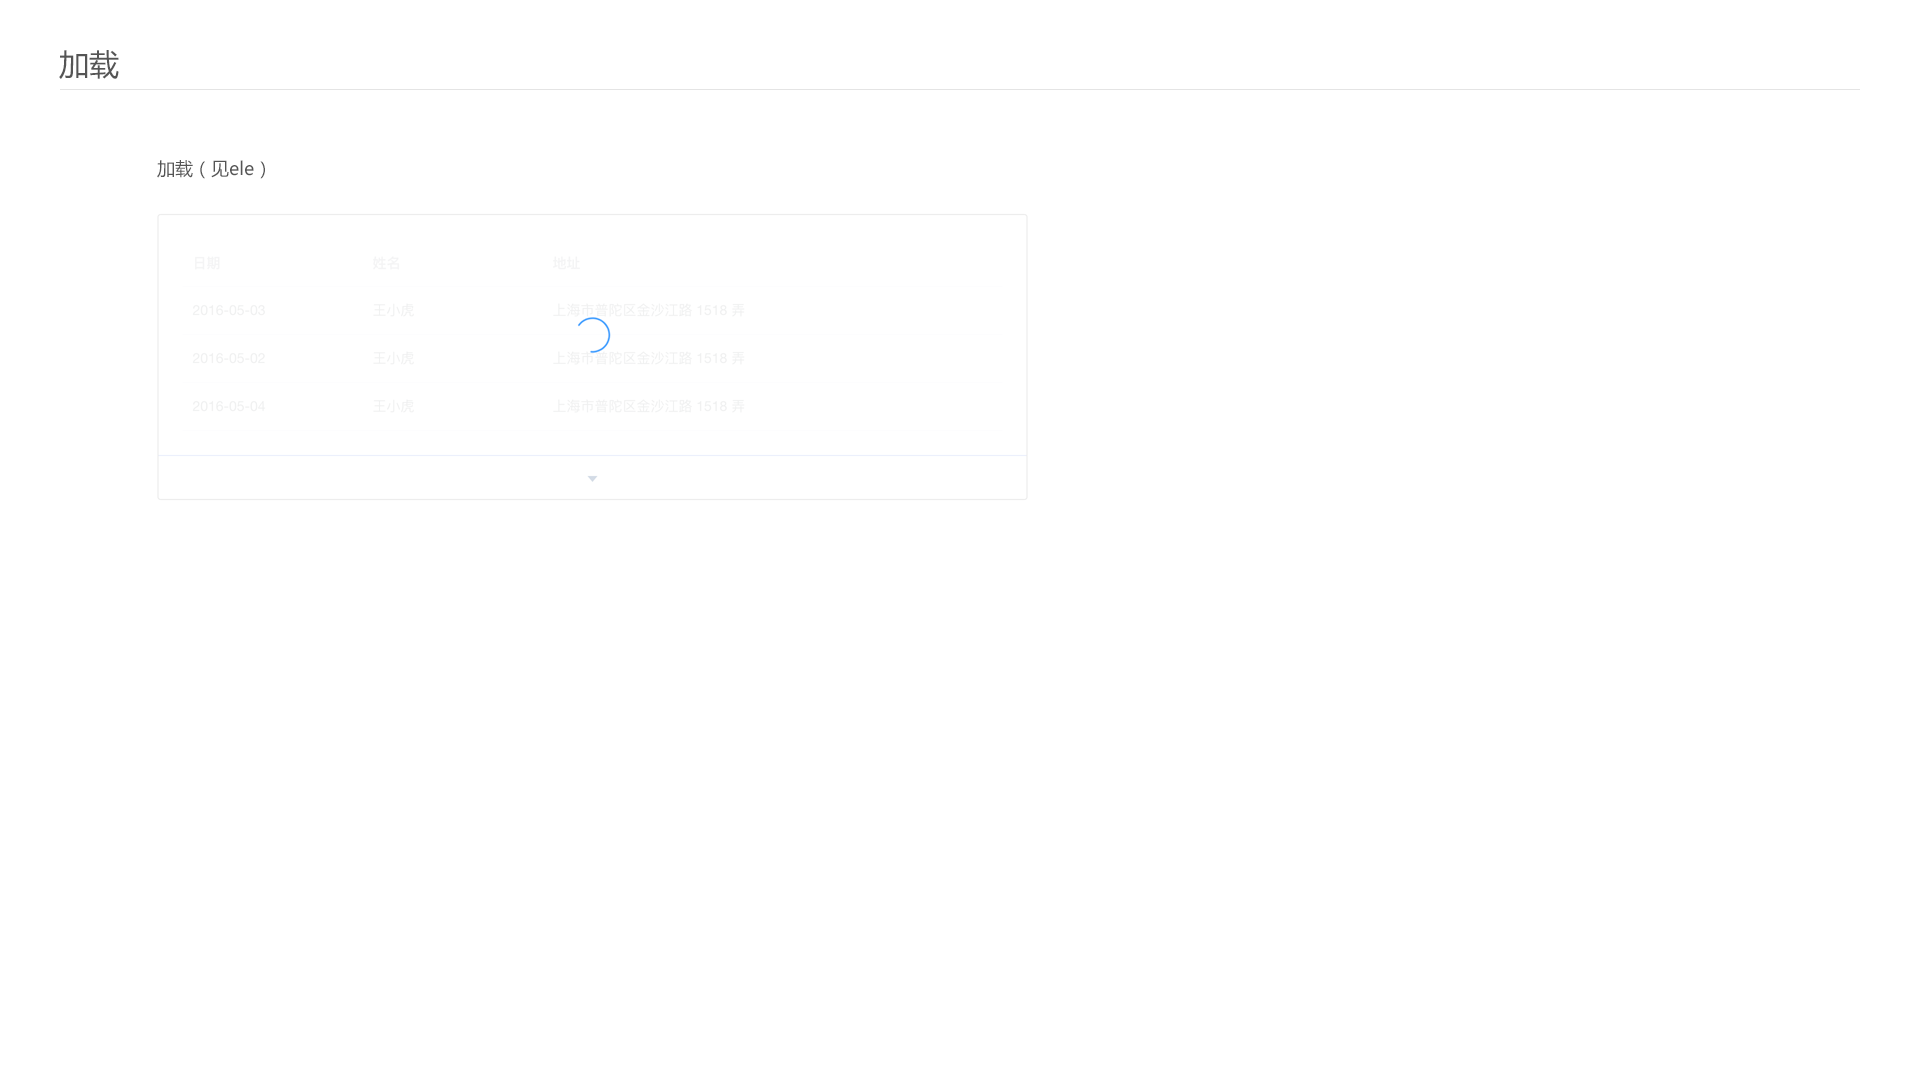 加载
加载（见ele）
日期 姓名 地址
2016-05-03 王小虎 上海市普陀区金沙江路 1518 弄
2016-05-02 王小虎 上海市普陀区金沙江路 1518 弄
2016-05-04 王小虎 上海市普陀区金沙江路 1518 弄